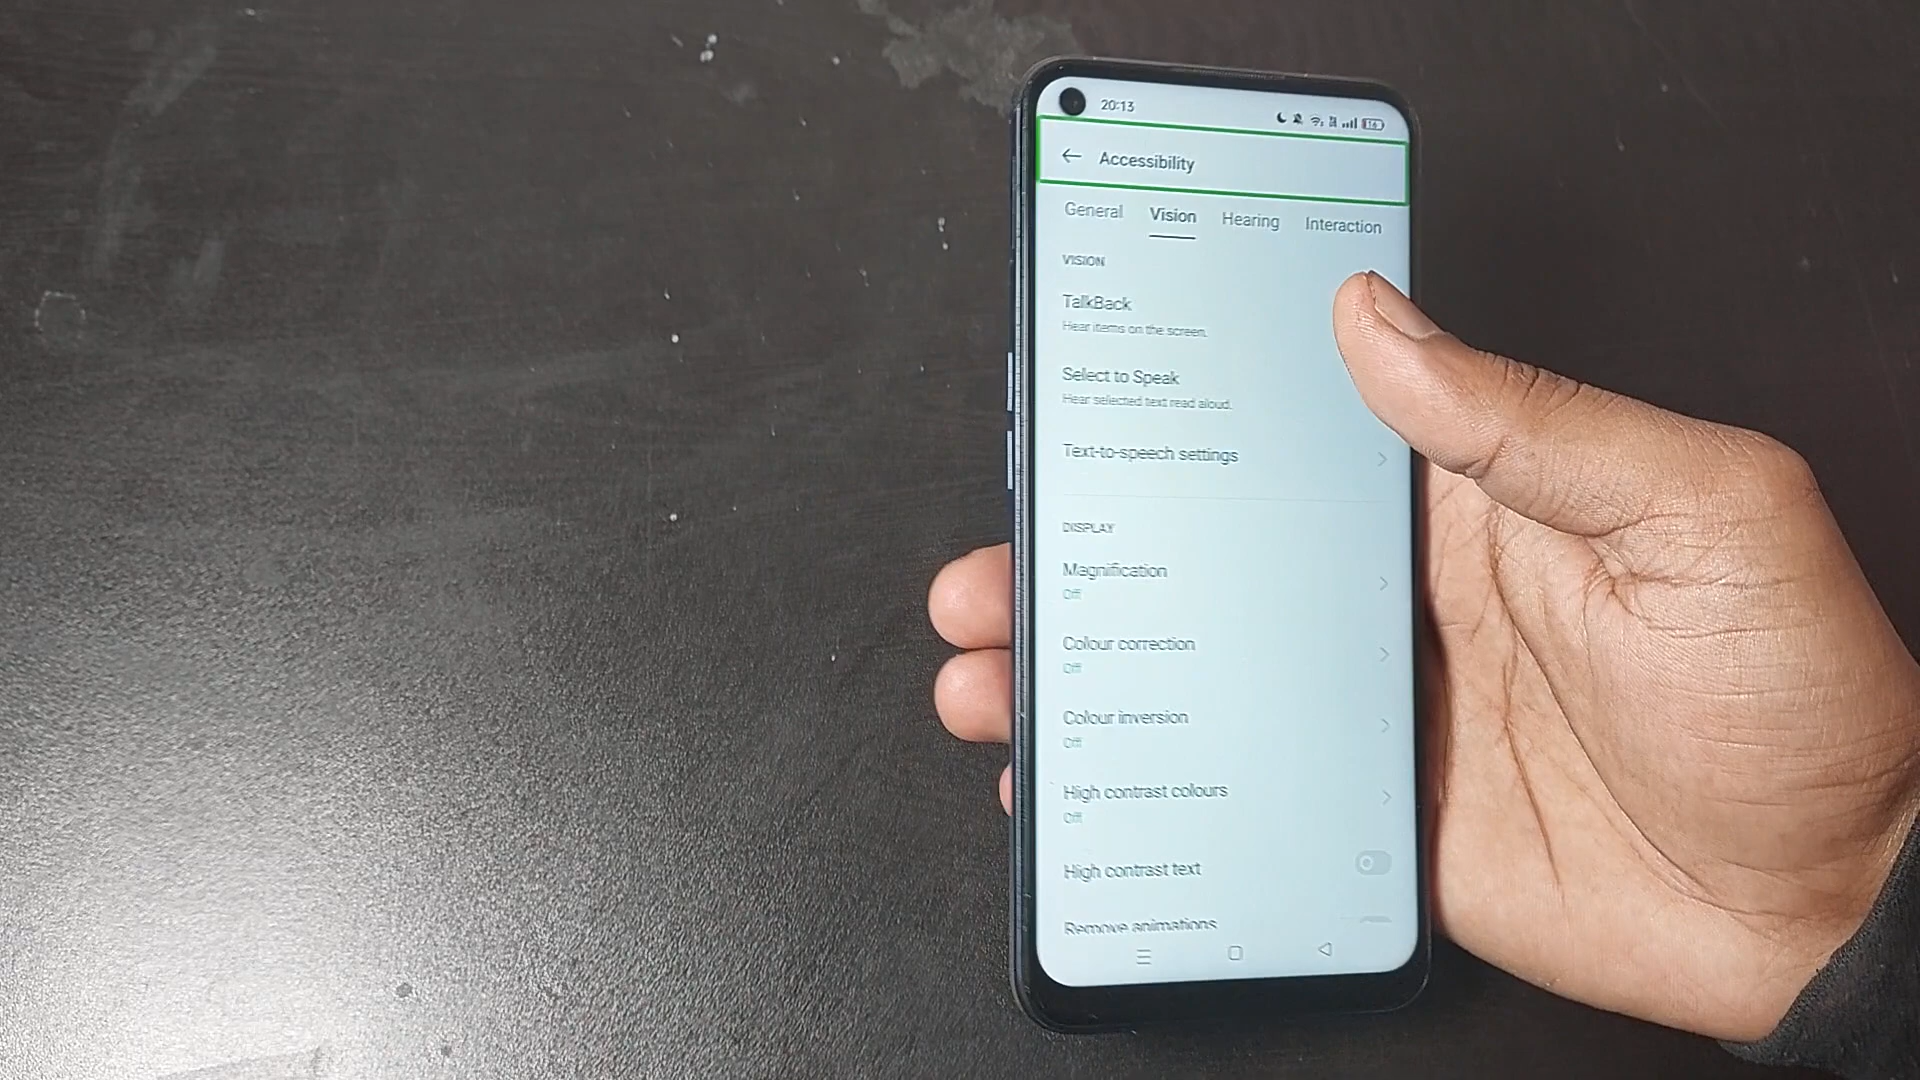 20:13
16
Accessibility
General Vision Hearing Interaction
VISION
TalkBack
Hear items on the screen.
Select to Speak
Hear selected text read aloud.
Text-to-speech settings
DISPLAY
Magnification
Off
Colour correction
Off
Colour inversion
Off
High contrast colours
Off
High contrast text
Remove animations